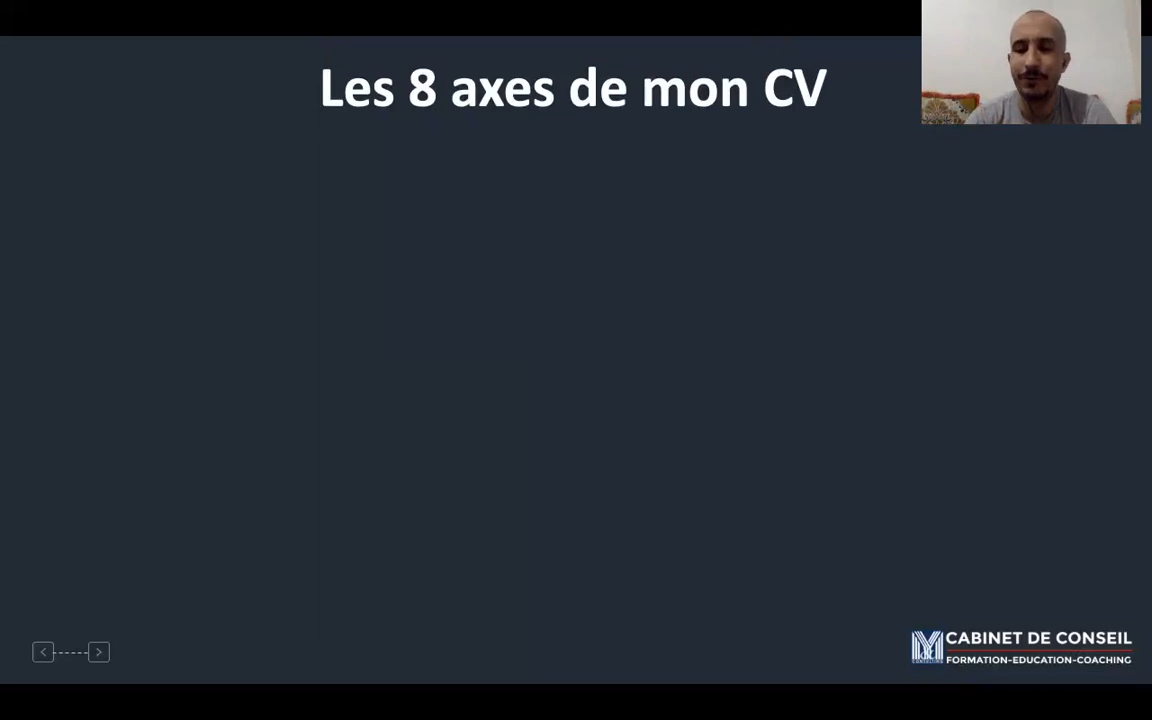 Les 8 axes de mon CV
CABINET DE CONSEIL
FORMATION-EDUCATION-COACHING